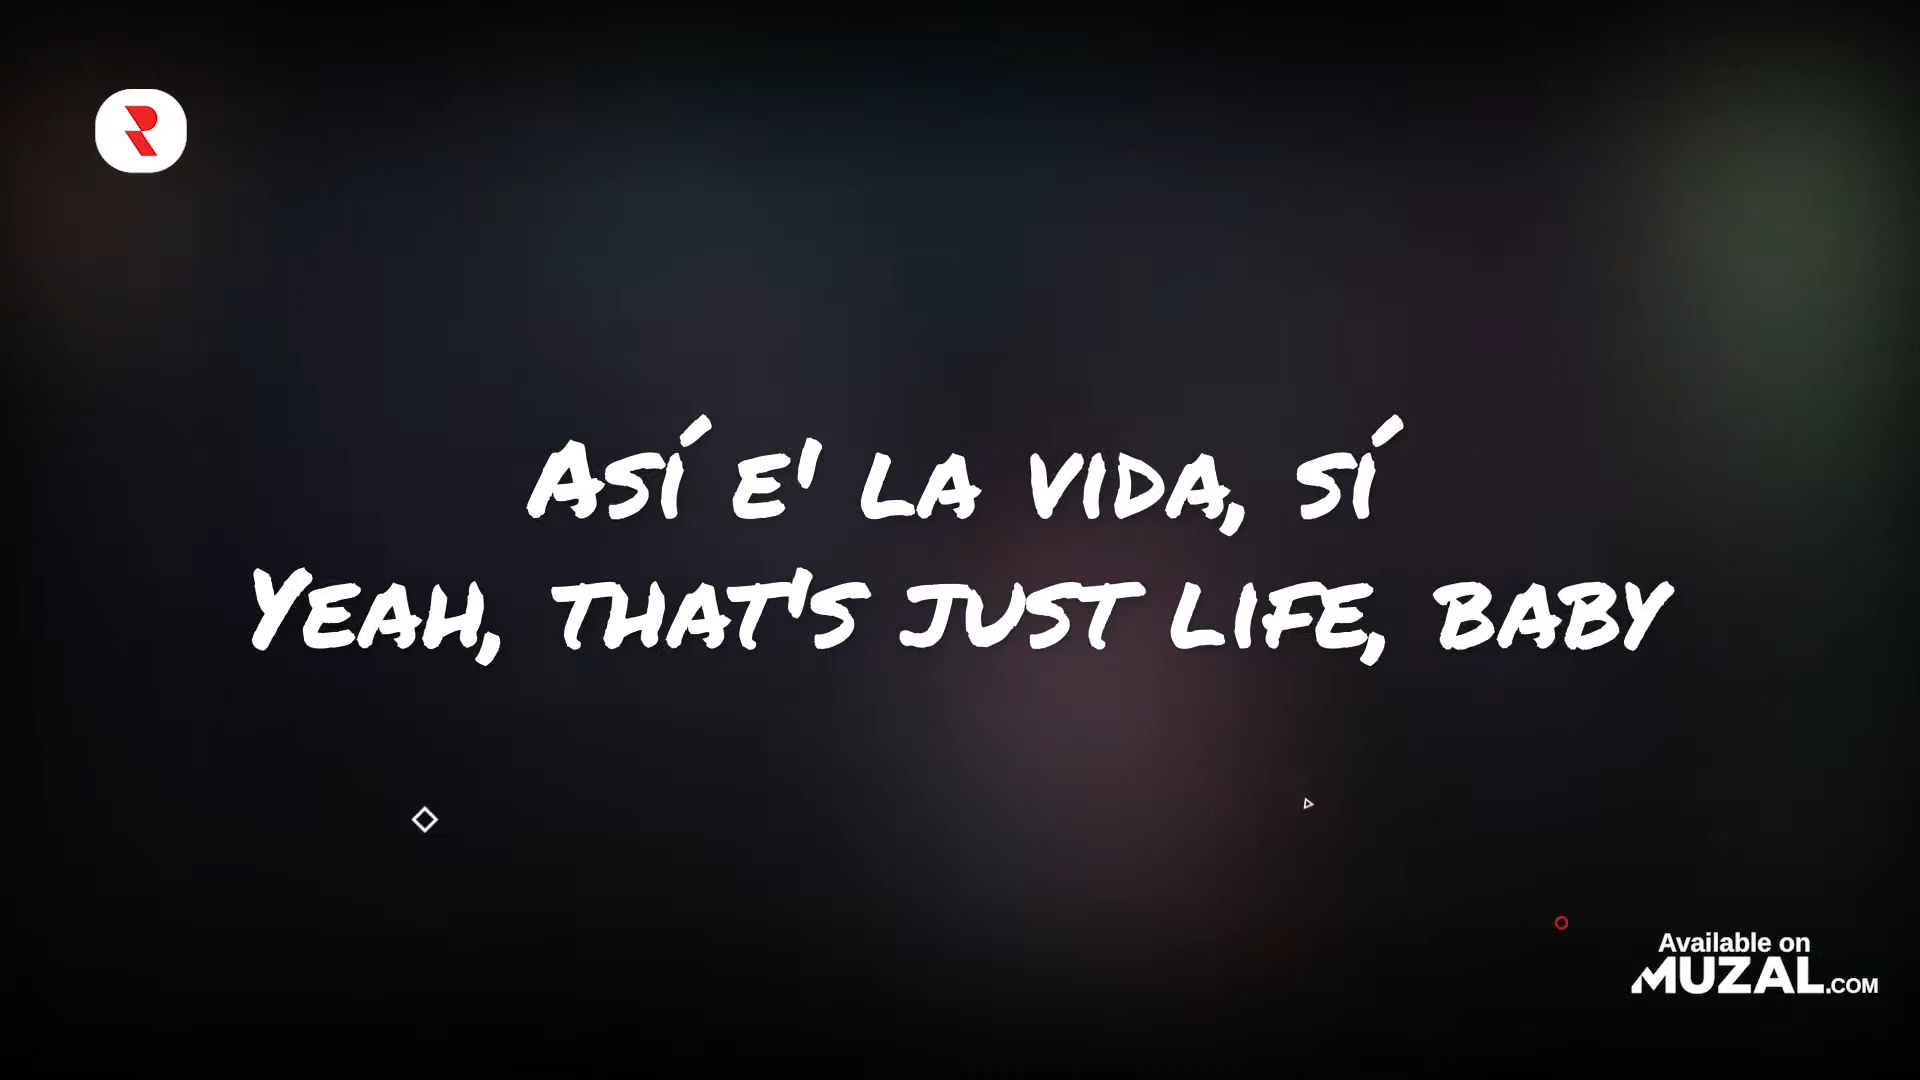 Así e' la vida, sí
Yeah, that's just life, baby
Available on
MUZAL.COM